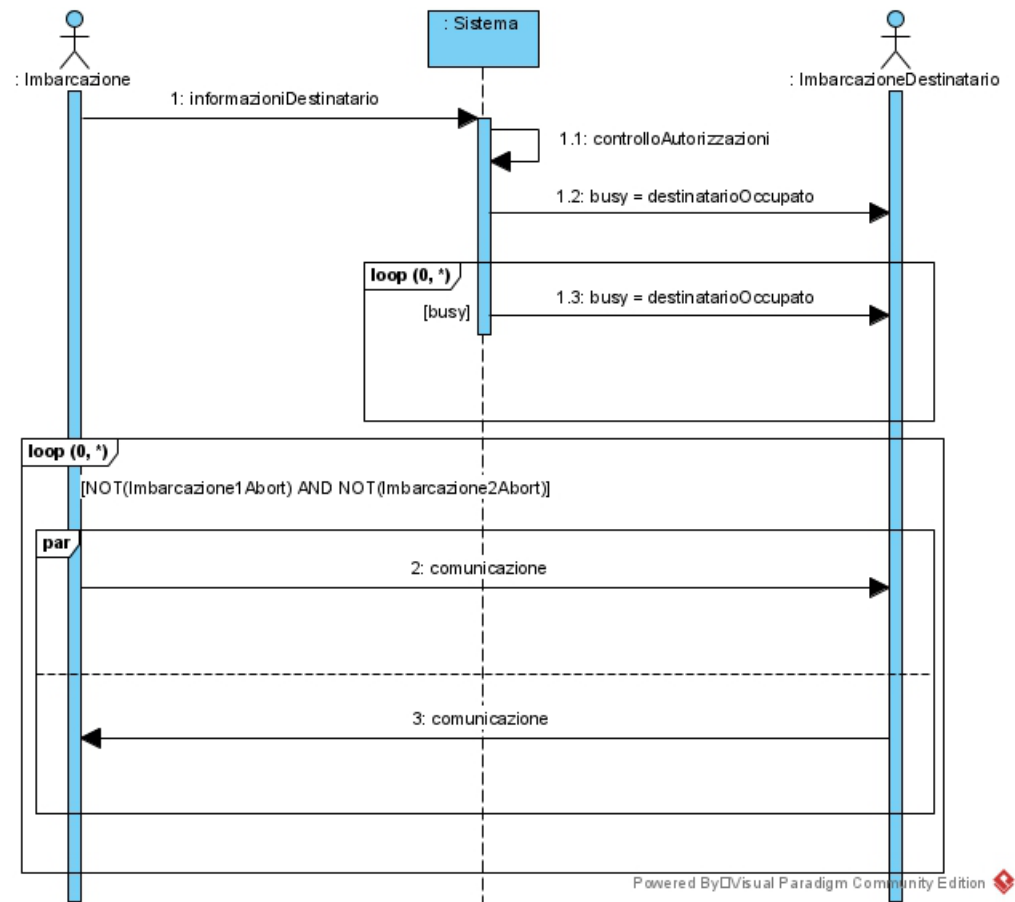 : Sistema
: Imbarcazione
: ImbarcazioneDestinatario
1: informazioniDestinatario
1.1: controlloAutorizzazioni
1.2: busy = destinatarioOccupato
loop (0, *)
1.3: busy = destinatarioOccupato
[busy]
loop (0, *)
[NOT(Imbarcazione1Abort) AND NOT(Imbarcazione2Abort)]
par
2: comunicazione
3: comunicazione
Powered By□Visual Paradigm Community Edition